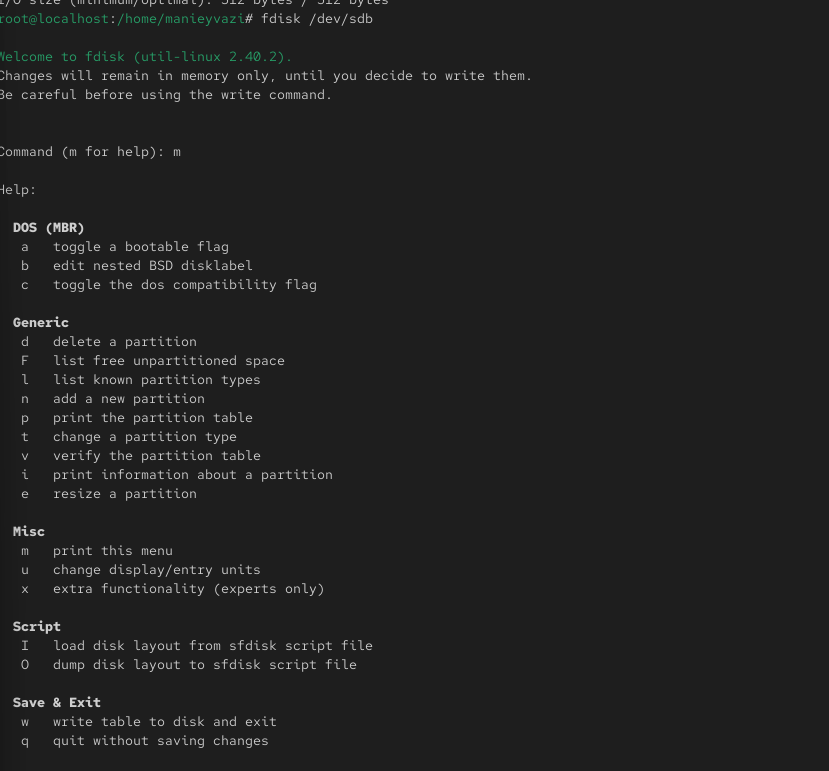 I/O size (minimum/optimal): 512 bytes / 512 bytes
root@localhost:/home/manieyvazi# fdisk /dev/sdb
Welcome to fdisk (util-linux 2.40.2).
Changes will remain in memory only, until you decide to write them.
Be careful before using the write command.
Command (m for help): m
Help:
DOS (MBR)
a toggle a bootable flag
b edit nested BSD disklabel
c toggle the dos compatibility flag
Generic
d delete a partition
F list free unpartitioned space
l list known partition types
n add a new partition
p print the partition table
t change a partition type
v verify the partition table
i print information about a partition
e resize a partition
Misc
m print this menu
u change display/entry units
x extra functionality (experts only)
Script
I load disk layout from sfdisk script file
O dump disk layout to sfdisk script file
Save & Exit
w write table to disk and exit
q quit without saving changes